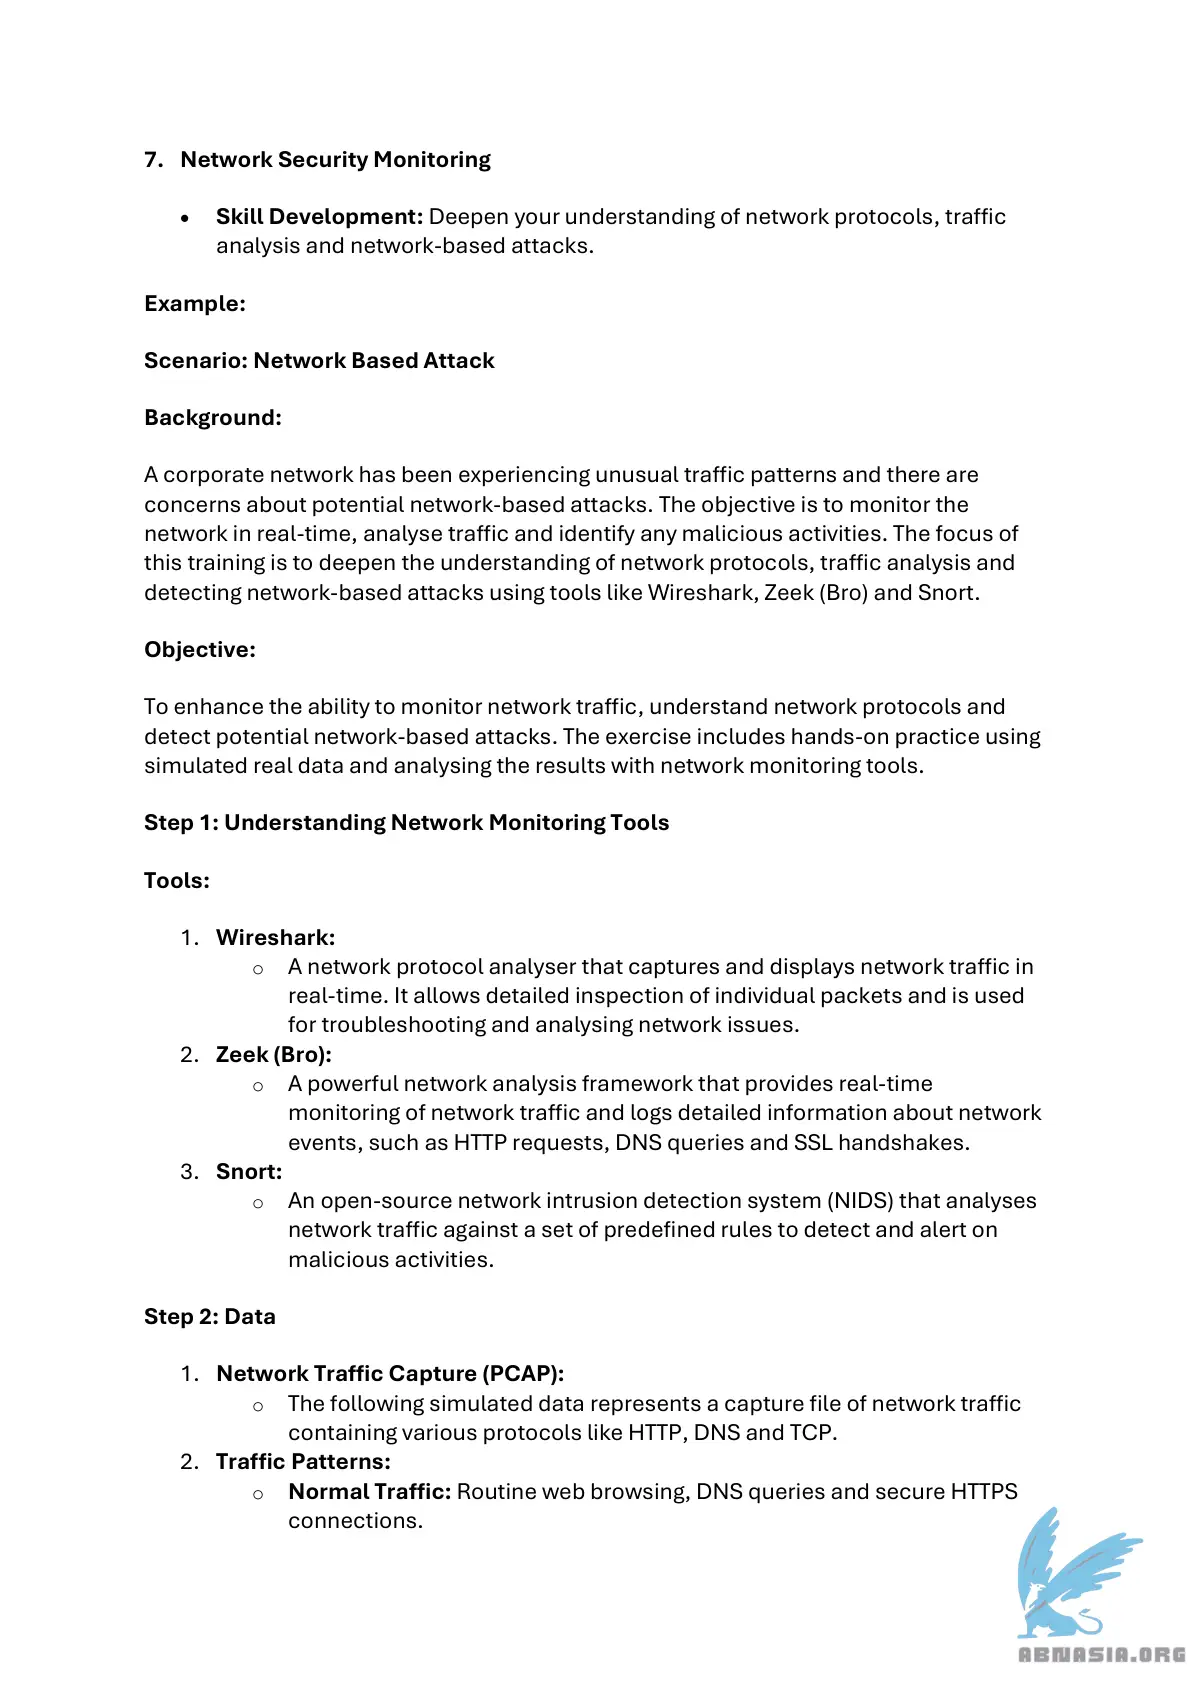 7. Network Security Monitoring
• Skill Development: Deepen your understanding of network protocols, traffic
analysis and network-based attacks.
Example:
Scenario: Network Based Attack
Background:
A corporate network has been experiencing unusual traffic patterns and there are
concerns about potential network-based attacks. The objective is to monitor the
network in real-time, analyse traffic and identify any malicious activities. The focus of
this training is to deepen the understanding of network protocols, traffic analysis and
detecting network-based attacks using tools like Wireshark, Zeek (Bro) and Snort.
Objective:
To enhance the ability to monitor network traffic, understand network protocols and
detect potential network-based attacks. The exercise includes hands-on practice using
simulated real data and analysing the results with network monitoring tools.
Step 1: Understanding Network Monitoring Tools
Tools:
1. Wireshark:
o A network protocol analyser that captures and displays network traffic in
real-time. It allows detailed inspection of individual packets and is used
for troubleshooting and analysing network issues.
2. Zeek (Bro):
o A powerful network analysis framework that provides real-time
monitoring of network traffic and logs detailed information about network
events, such as HTTP requests, DNS queries and SSL handshakes.
3. Snort:
o An open-source network intrusion detection system (NIDS) that analyses
network traffic against a set of predefined rules to detect and alert on
malicious activities.
Step 2: Data
1. Network Traffic Capture (PCAP):
o The following simulated data represents a capture file of network traffic
containing various protocols like HTTP, DNS and TCP.
2. Traffic Patterns:
o Normal Traffic: Routine web browsing, DNS queries and secure HTTPS
connections.
ABNASIA.ORG